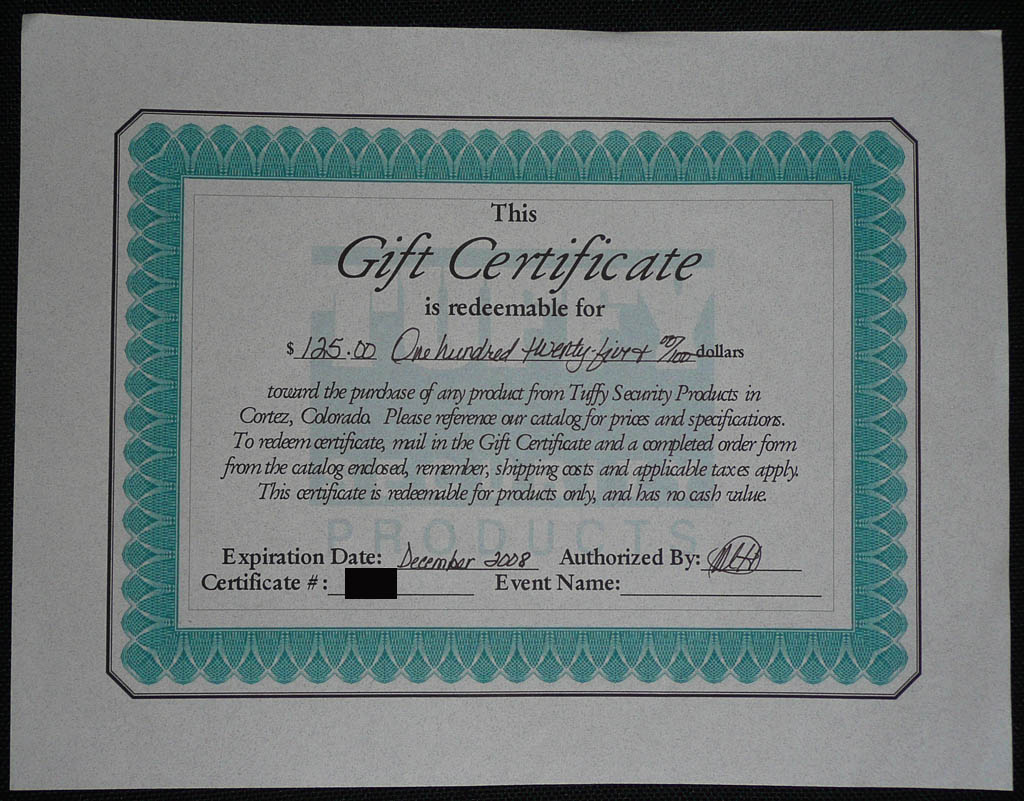 This
Gift Certificate
is redeemable for
$ 125.00 One hundred twenty-five & 00/100 dollars
toward the purchase of any product from Tuffy Security Products in
Cortez, Colorado. Please reference our catalog for prices and specifications.
To redeem certificate, mail in the Gift Certificate and a completed order form
from the catalog enclosed, remember, shipping costs and applicable taxes apply.
This certificate is redeemable for products only, and has no cash value.
TUFFY
PRODUCTS
Expiration Date: December 2008 Authorized By:
Certificate #: Event Name: